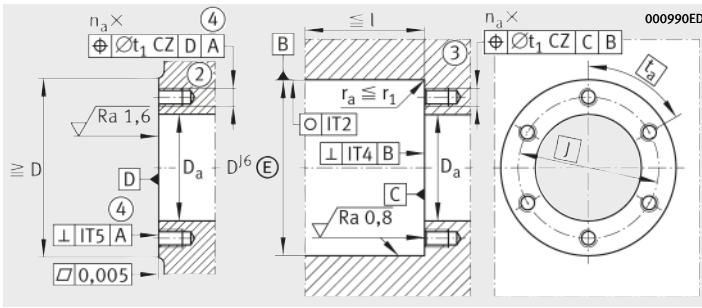 nₐ× ④
⌖ ∅t₁ CZ D A
②
Ra 1,6
≧ D
D
Dₐ
④
⊥ IT5 A
⏥ 0,005
≦ l
B
③
rₐ ≦ r₁
○ IT2
⊥ IT4 B
Dᴶ⁶ Ⓔ
Dₐ
C
Ra 0,8
nₐ×
⌖ ∅t₁ CZ C B
000990ED
tₐ
J